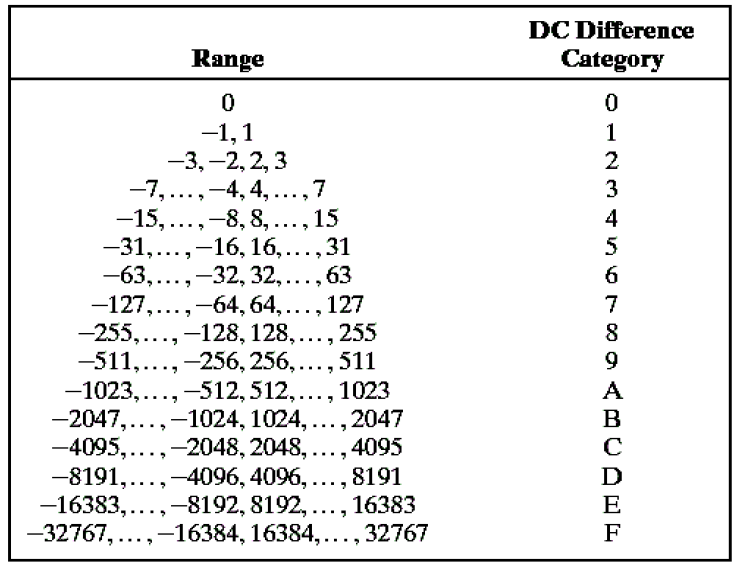 Range DC Difference Category
0 0
−1, 1 1
−3, −2, 2, 3 2
−7, …, −4, 4, …, 7 3
−15, …, −8, 8, …, 15 4
−31, …, −16, 16, …, 31 5
−63, …, −32, 32, …, 63 6
−127, …, −64, 64, …, 127 7
−255, …, −128, 128, …, 255 8
−511, …, −256, 256, …, 511 9
−1023, …, −512, 512, …, 1023 A
−2047, …, −1024, 1024, …, 2047 B
−4095, …, −2048, 2048, …, 4095 C
−8191, …, −4096, 4096, …, 8191 D
−16383, …, −8192, 8192, …, 16383 E
−32767, …, −16384, 16384, …, 32767 F